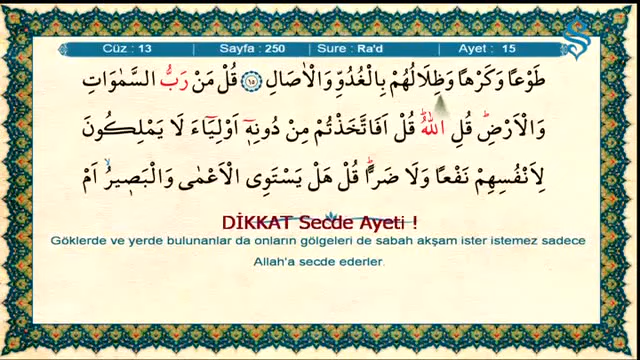 Cüz : 13 Sayfa : 250 Sure : Ra'd Ayet : 15
طَوْعًا وَكَرْهًا وَظِلَالُهُمْ بِالْغُدُوِّ وَالْاٰصَالِ ﴿١٥﴾ قُلْ مَنْ رَبُّ السَّمٰوَاتِ
وَالْاَرْضِۜ قُلِ اللّٰهُۜ قُلْ اَفَاتَّخَذْتُمْ مِنْ دُونِه۪ٓ اَوْلِيَٓاءَ لَا يَمْلِكُونَ
لِاَنْفُسِهِمْ نَفْعًا وَلَا ضَرًّاۜ قُلْ هَلْ يَسْتَوِى الْاَعْمٰى وَالْبَص۪يرُۙ اَمْ
DİKKAT Secde Ayeti !
Göklerde ve yerde bulunanlar da onların gölgeleri de sabah akşam ister istemez sadece
Allah'a secde ederler.